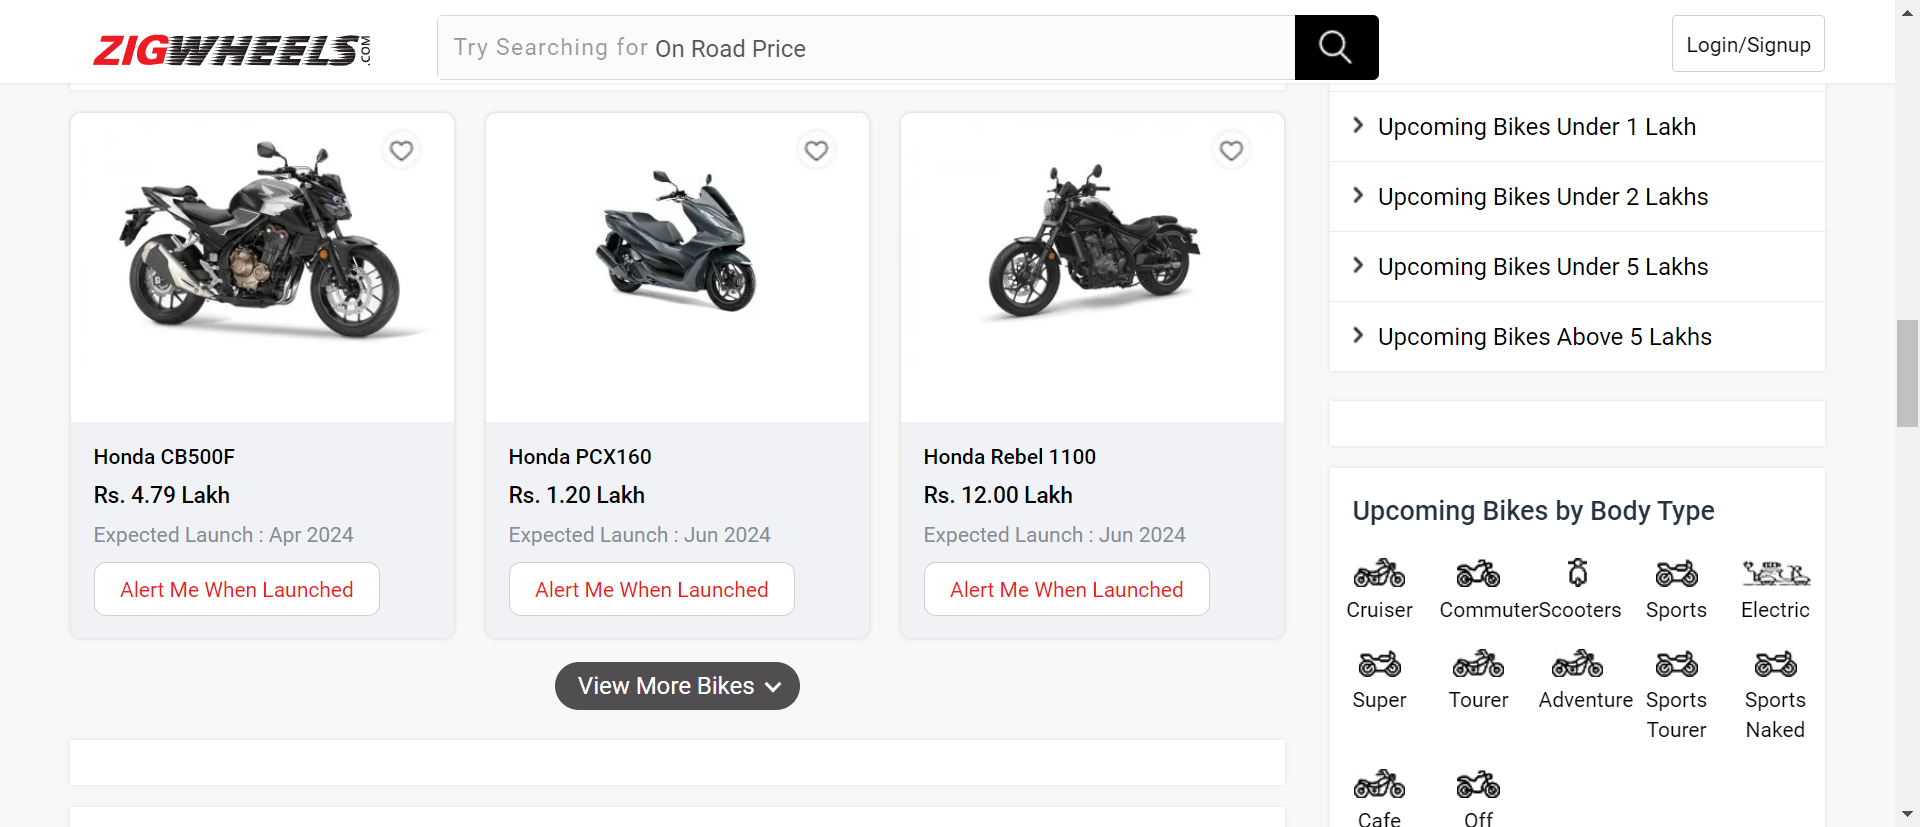 ZIGWHEELS.COM
Try Searching for On Road Price
Login/Signup
Honda CB500F
Rs. 4.79 Lakh
Expected Launch : Apr 2024
Alert Me When Launched
Honda PCX160
Rs. 1.20 Lakh
Expected Launch : Jun 2024
Alert Me When Launched
Honda Rebel 1100
Rs. 12.00 Lakh
Expected Launch : Jun 2024
Alert Me When Launched
View More Bikes
Upcoming Bikes Under 1 Lakh
Upcoming Bikes Under 2 Lakhs
Upcoming Bikes Under 5 Lakhs
Upcoming Bikes Above 5 Lakhs
Upcoming Bikes by Body Type
Cruiser
Commuter
Scooters
Sports
Electric
Super
Tourer
Adventure
Sports
Tourer
Sports
Naked
Cafe
Off